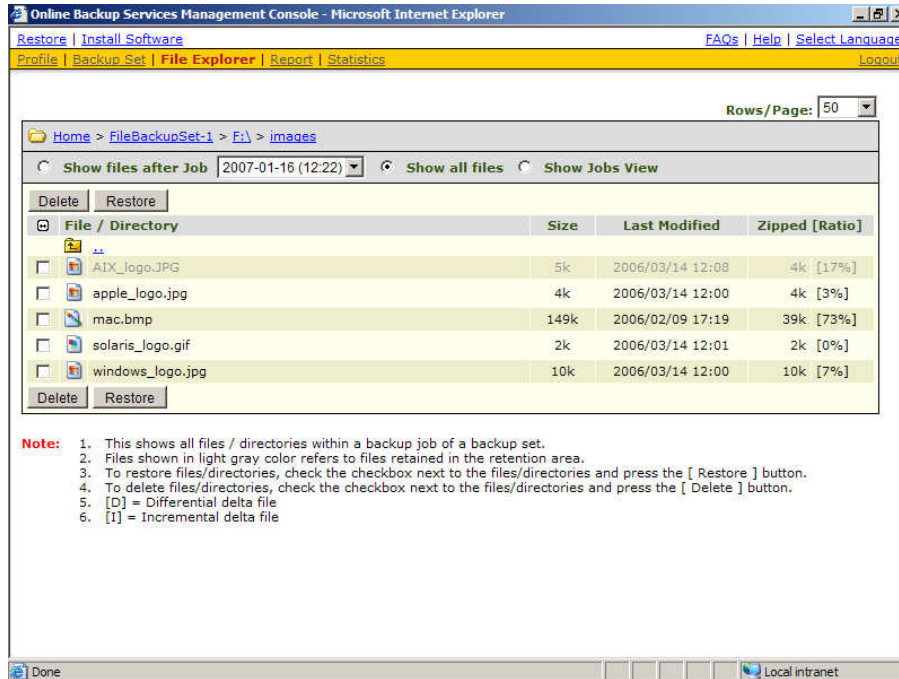 Online Backup Services Management Console - Microsoft Internet Explorer
Restore | Install Software FAQs | Help | Select Language
Profile | Backup Set | File Explorer | Report | Statistics Logout
Rows/Page: 50
Home > FileBackupSet-1 > F:\ > images
Show files after Job 2007-01-16 (12:22) Show all files Show Jobs View
Delete Restore
File / Directory Size Last Modified Zipped [Ratio]
..
AIX_logo.JPG 5k 2006/03/14 12:08 4k [17%]
apple_logo.jpg 4k 2006/03/14 12:00 4k [3%]
mac.bmp 149k 2006/02/09 17:19 39k [73%]
solaris_logo.gif 2k 2006/03/14 12:01 2k [0%]
windows_logo.jpg 10k 2006/03/14 12:00 10k [7%]
Delete Restore
Note: 1. This shows all files / directories within a backup job of a backup set.
2. Files shown in light gray color refers to files retained in the retention area.
3. To restore files/directories, check the checkbox next to the files/directories and press the [ Restore ] button.
4. To delete files/directories, check the checkbox next to the files/directories and press the [ Delete ] button.
5. [D] = Differential delta file
6. [I] = Incremental delta file
Done Local intranet